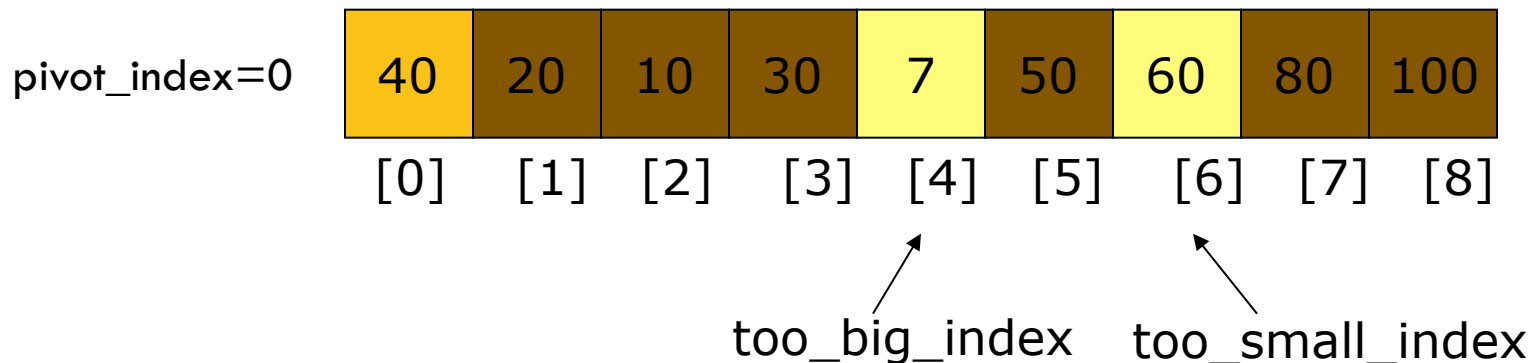 pivot_index=0 40 20 10 30 7 50 60 80 100
[0] [1] [2] [3] [4] [5] [6] [7] [8]
too_big_index too_small_index